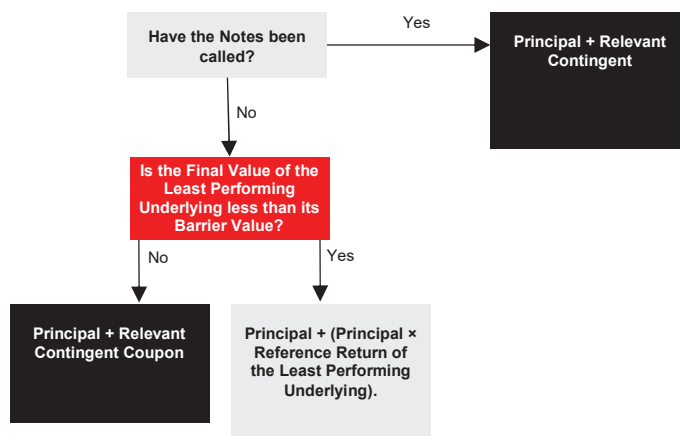 Have the Notes been
called?
Yes
Principal + Relevant
Contingent
No
Is the Final Value of the
Least Performing
Underlying less than its
Barrier Value?
No
Yes
Principal + Relevant
Contingent Coupon
Principal + (Principal ×
Reference Return of
the Least Performing
Underlying).